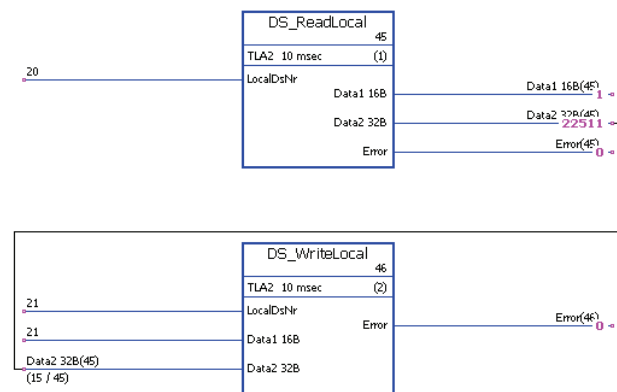 DS_ReadLocal
45
TLA2 10 msec (1)
20
LocalDsNr
Data1 16B
Data1 16B(45)
1
Data2 32B
Data2 32B(45)
22511
Error
Error(45)
0
DS_WriteLocal
46
TLA2 10 msec (2)
21
LocalDsNr
Error
Error(46)
0
21
Data1 16B
Data2 32B(45)
Data2 32B
(15 / 45)